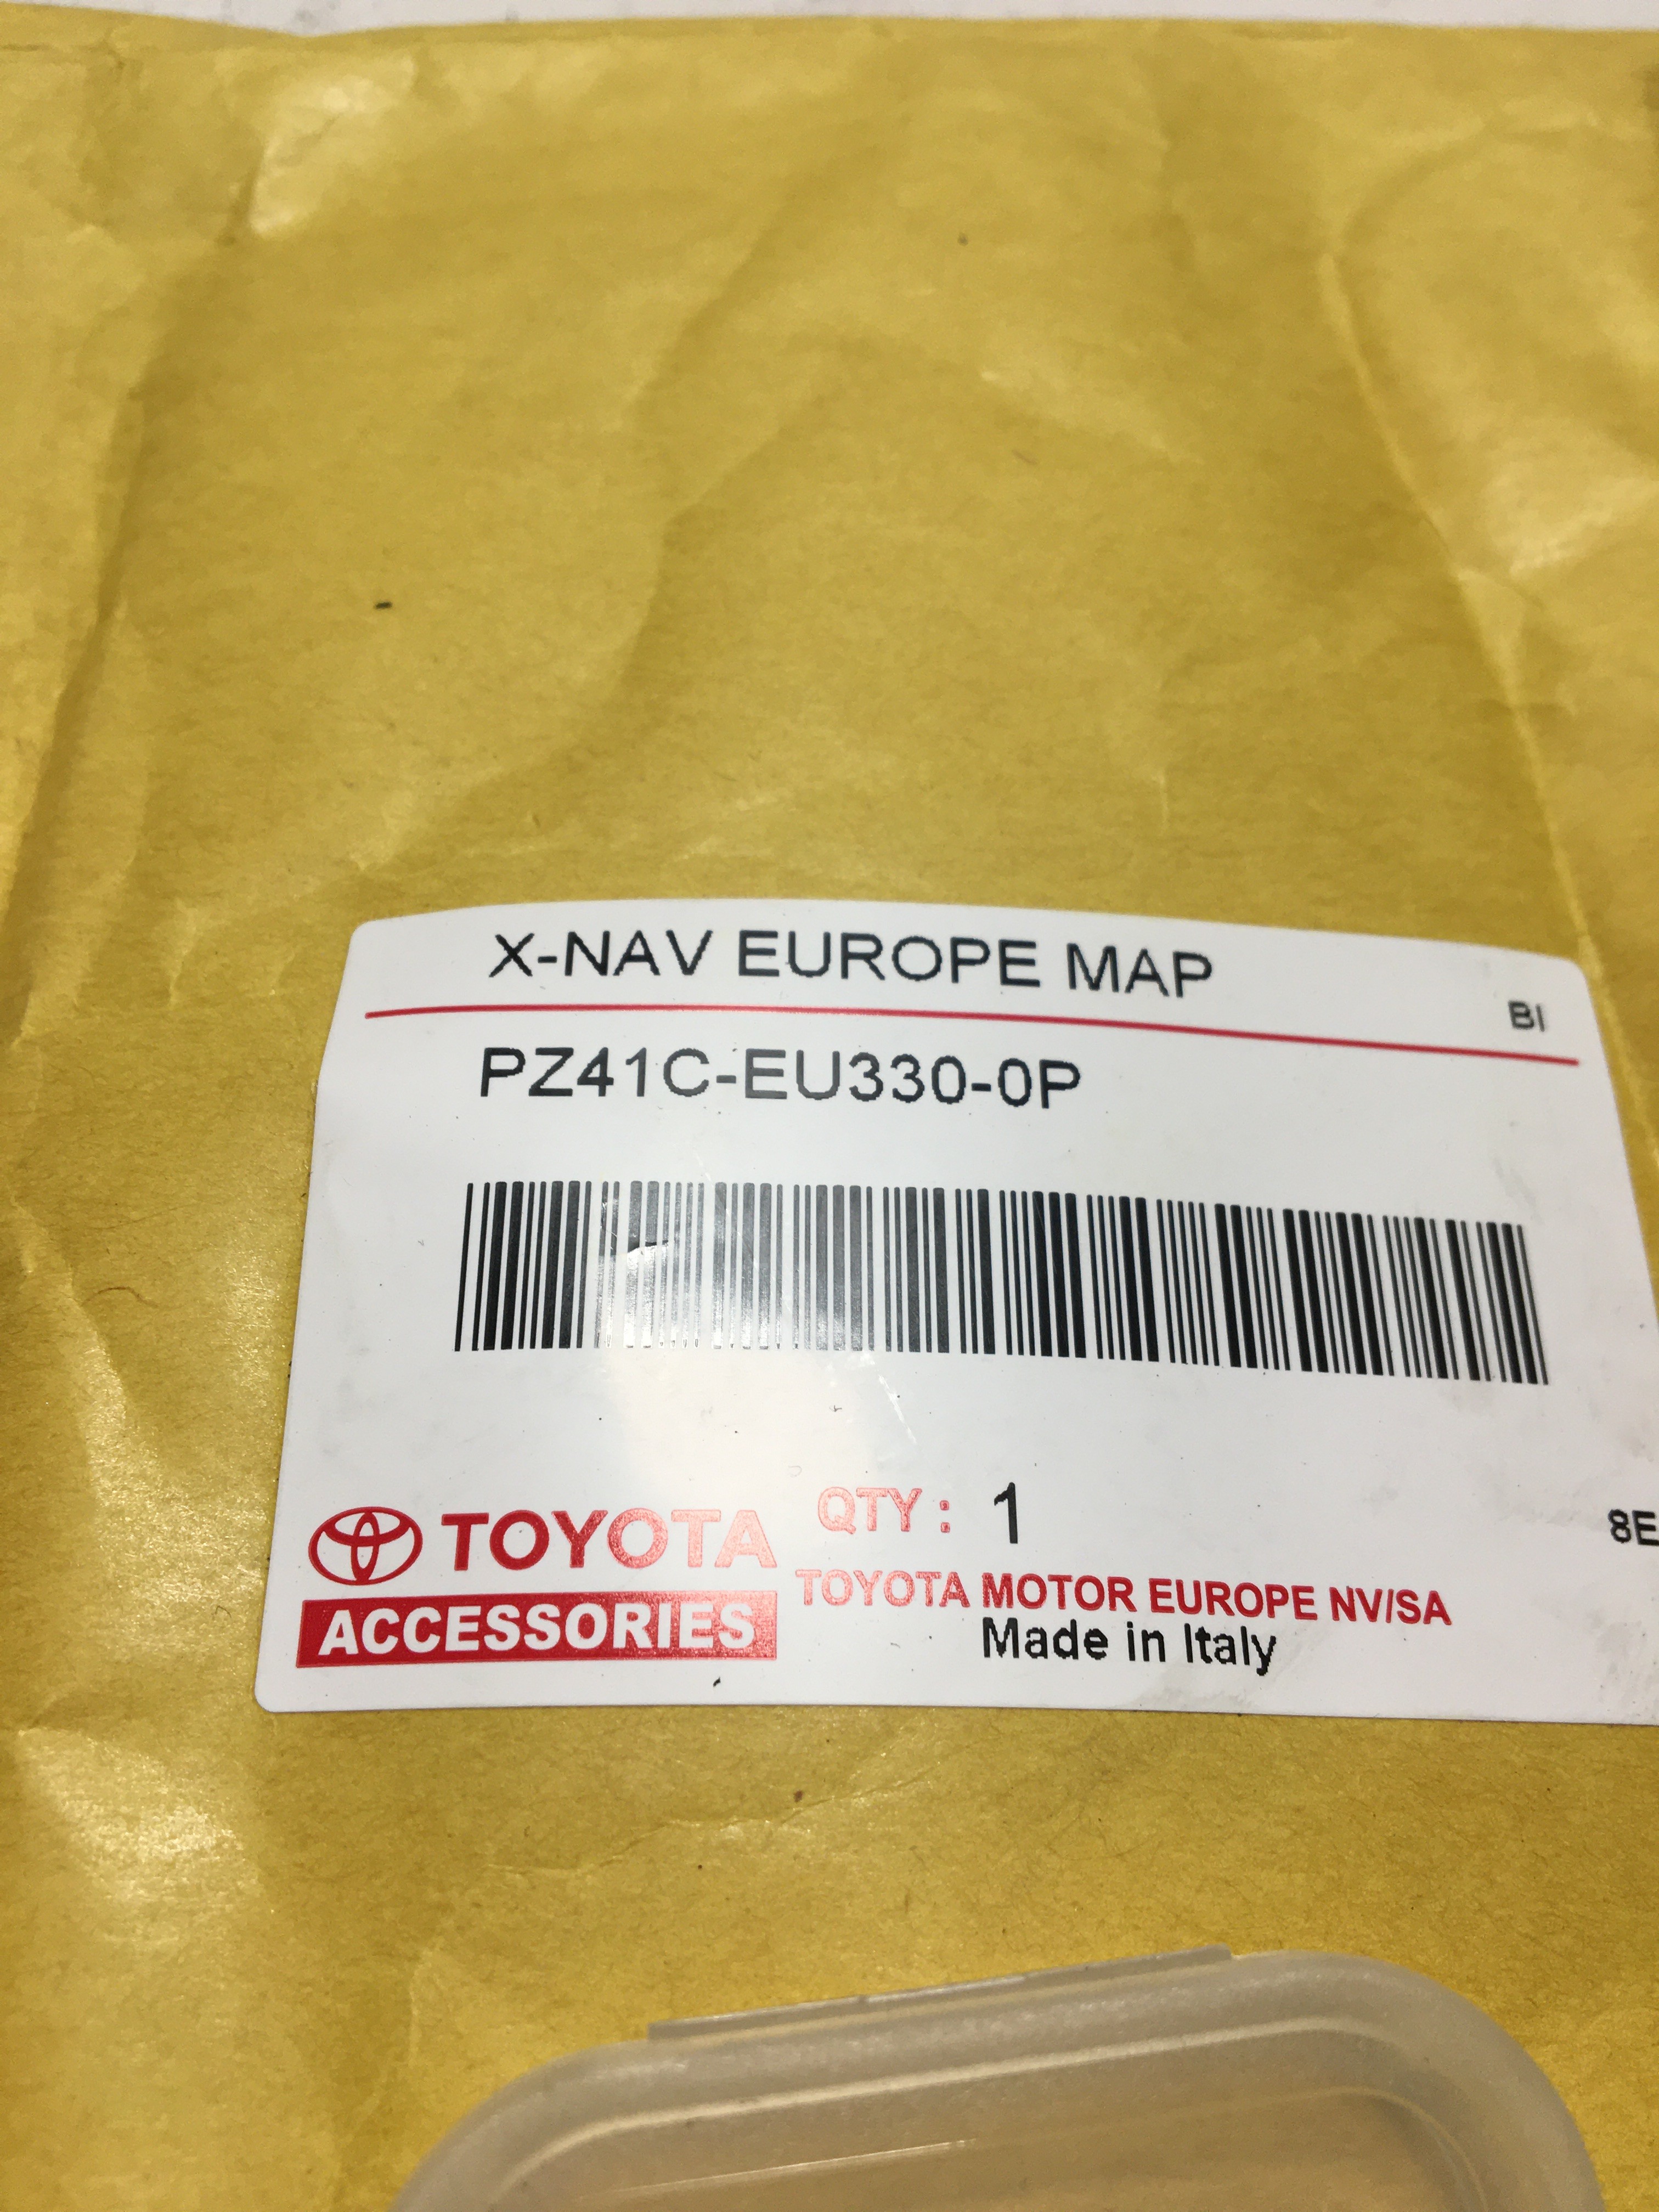 X-NAV EUROPE MAP
BI
PZ41C-EU330-0P
QTY : 1
8E
TOYOTA
ACCESSORIES
TOYOTA MOTOR EUROPE NV/SA
Made in Italy